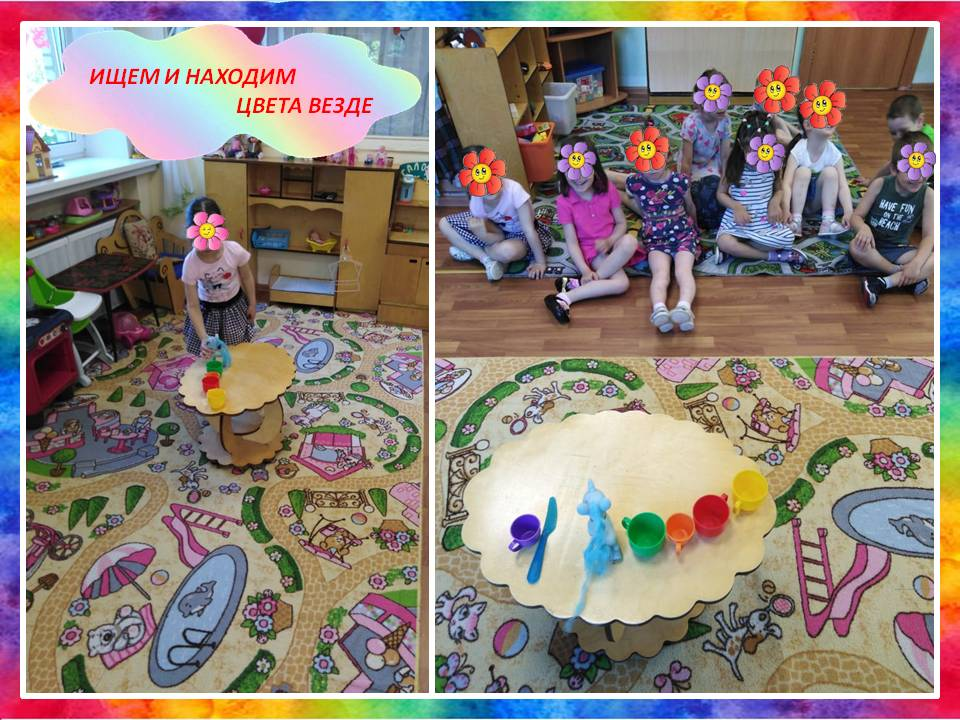 ИЩЕМ И НАХОДИМ
ЦВЕТА ВЕЗДЕ
HAVE FUN
ON THE
BEACH